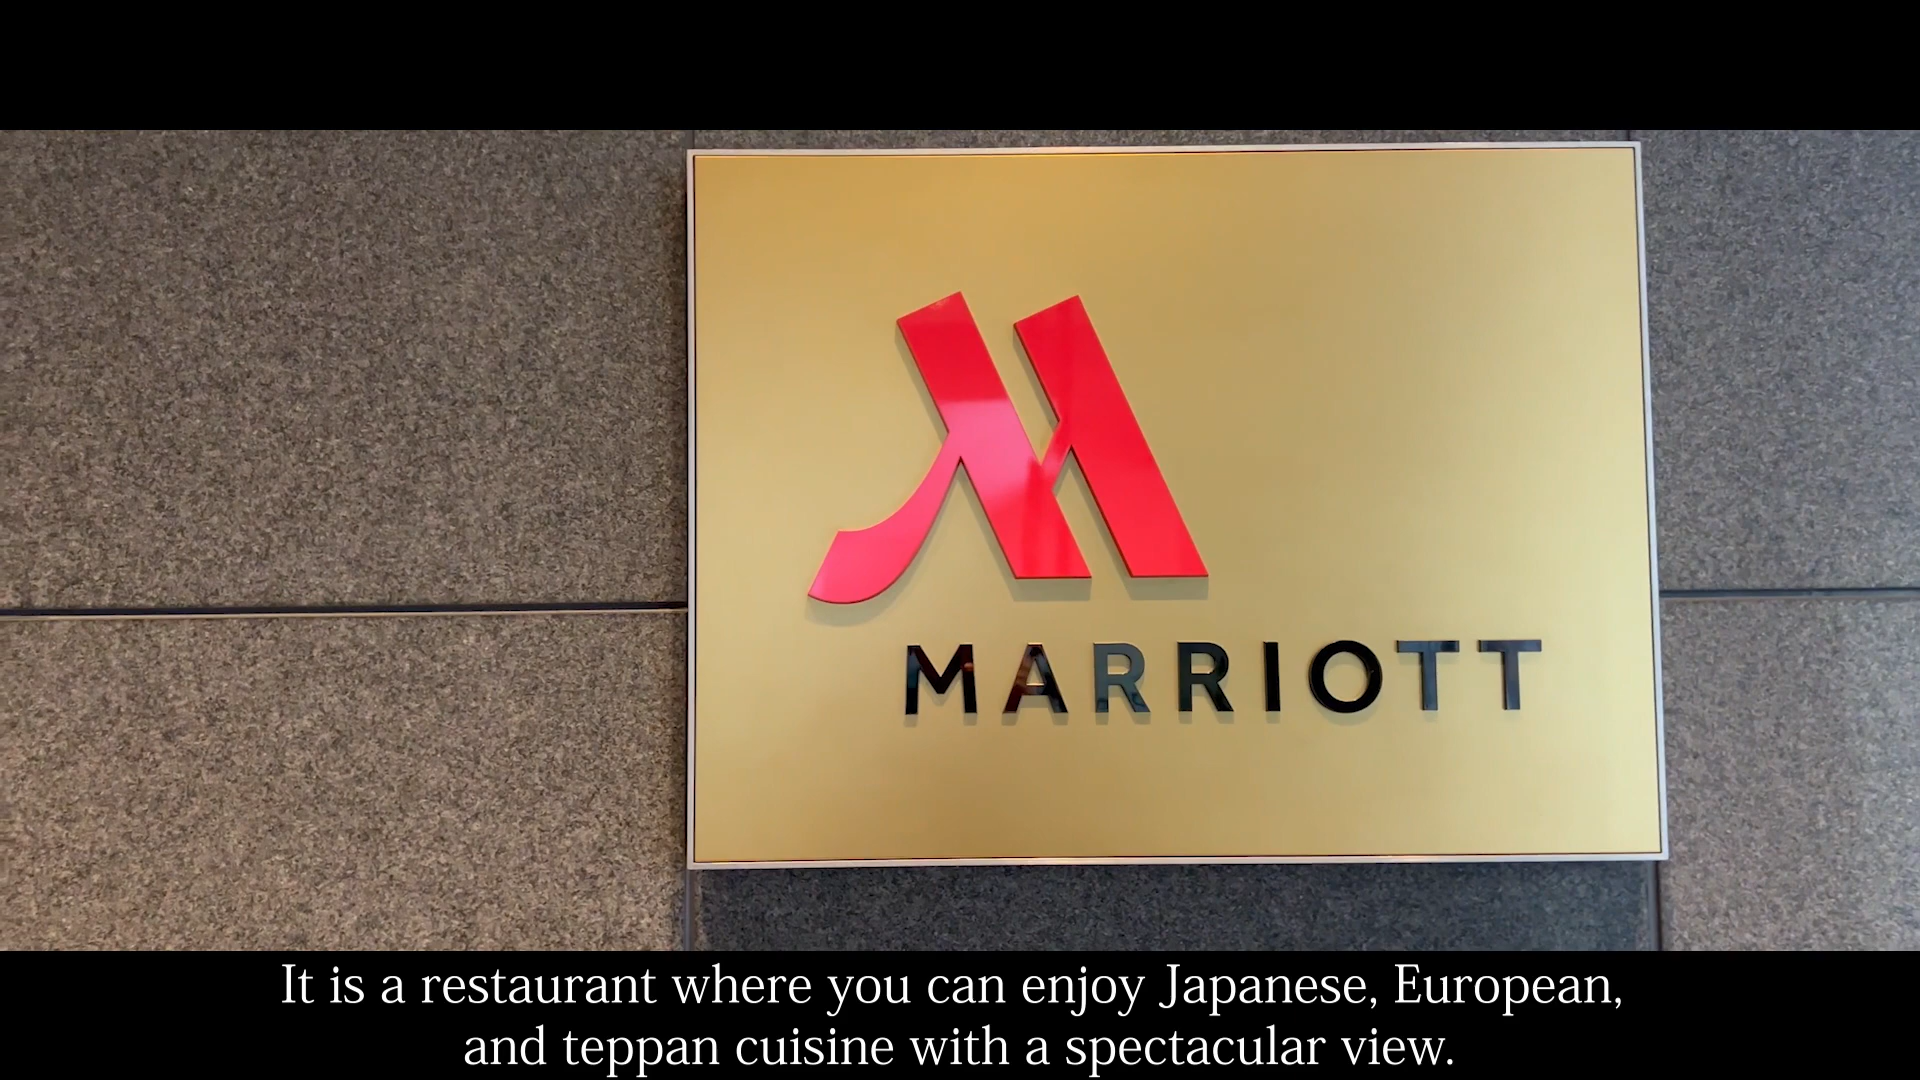 MARRIOTT
It is a restaurant where you can enjoy Japanese, European,
and teppan cuisine with a spectacular view.